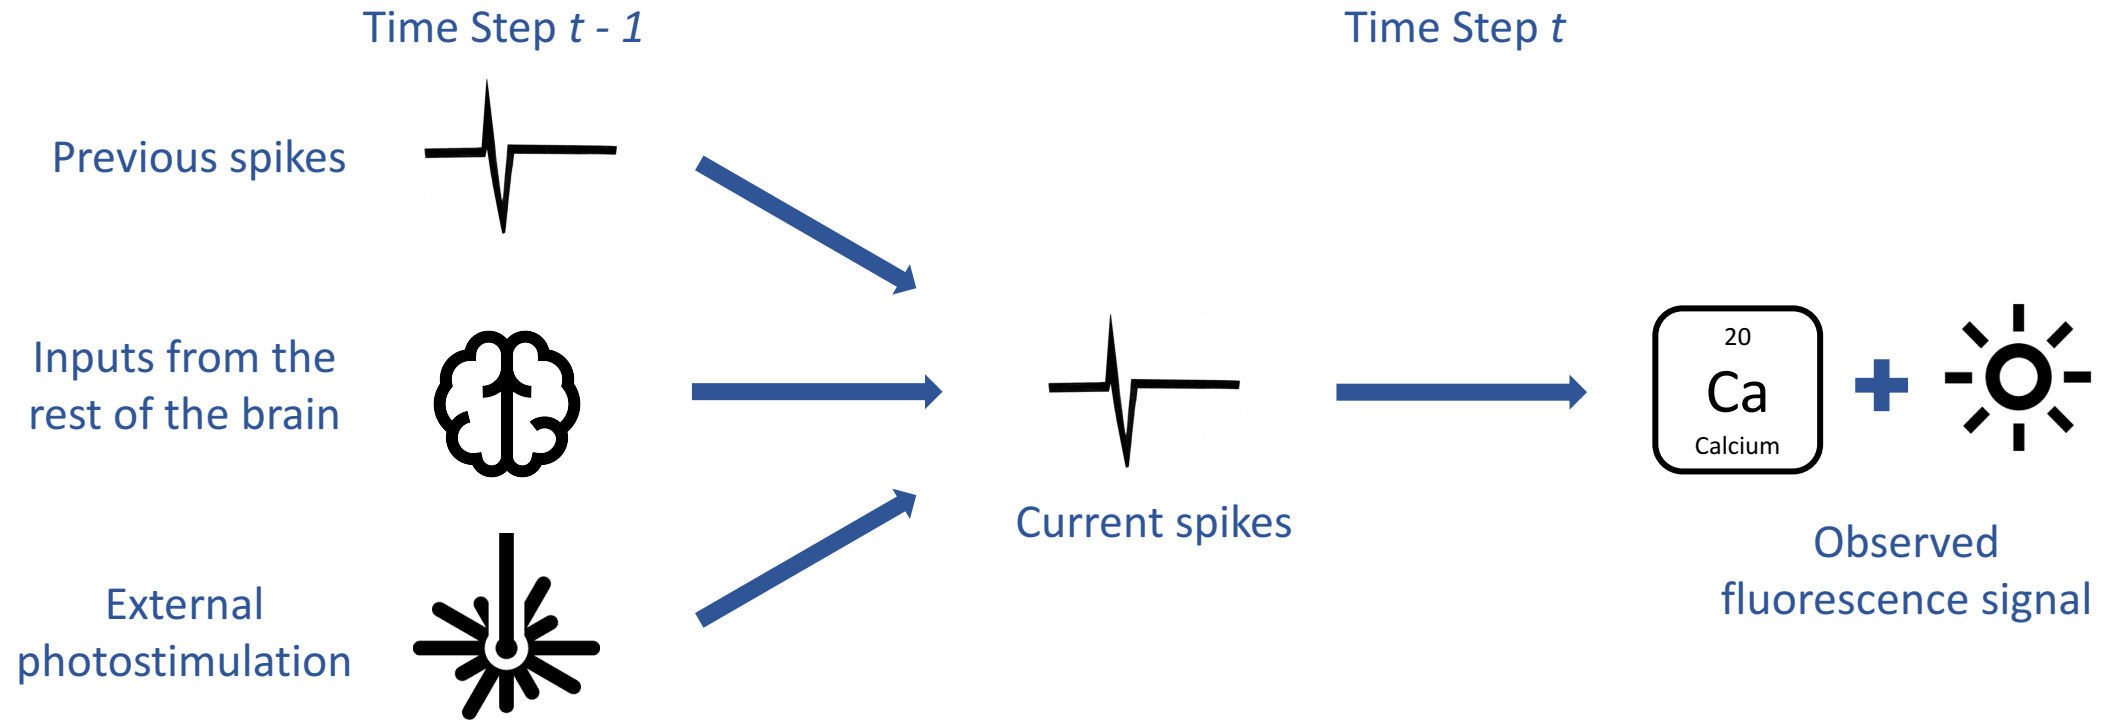 Time Step t - 1
Time Step t
Previous spikes
Inputs from the
rest of the brain
External
photostimulation
Current spikes
20
Ca
Calcium
Observed
fluorescence signal